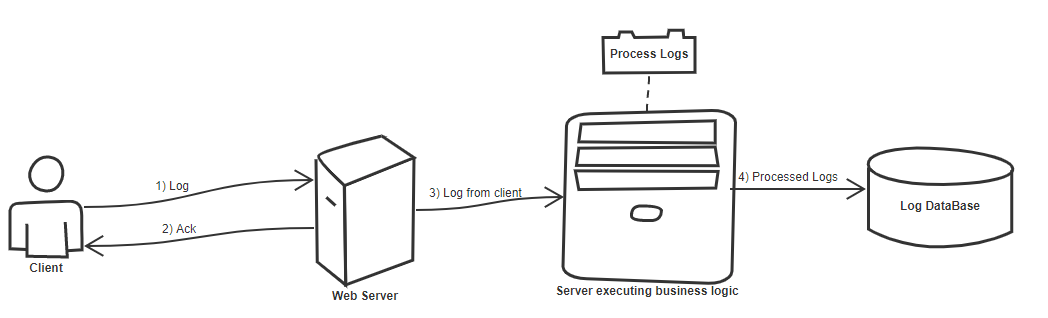 Process Logs
1) Log
2) Ack
3) Log from client
4) Processed Logs
Log DataBase
Client
Web Server
Server executing business logic